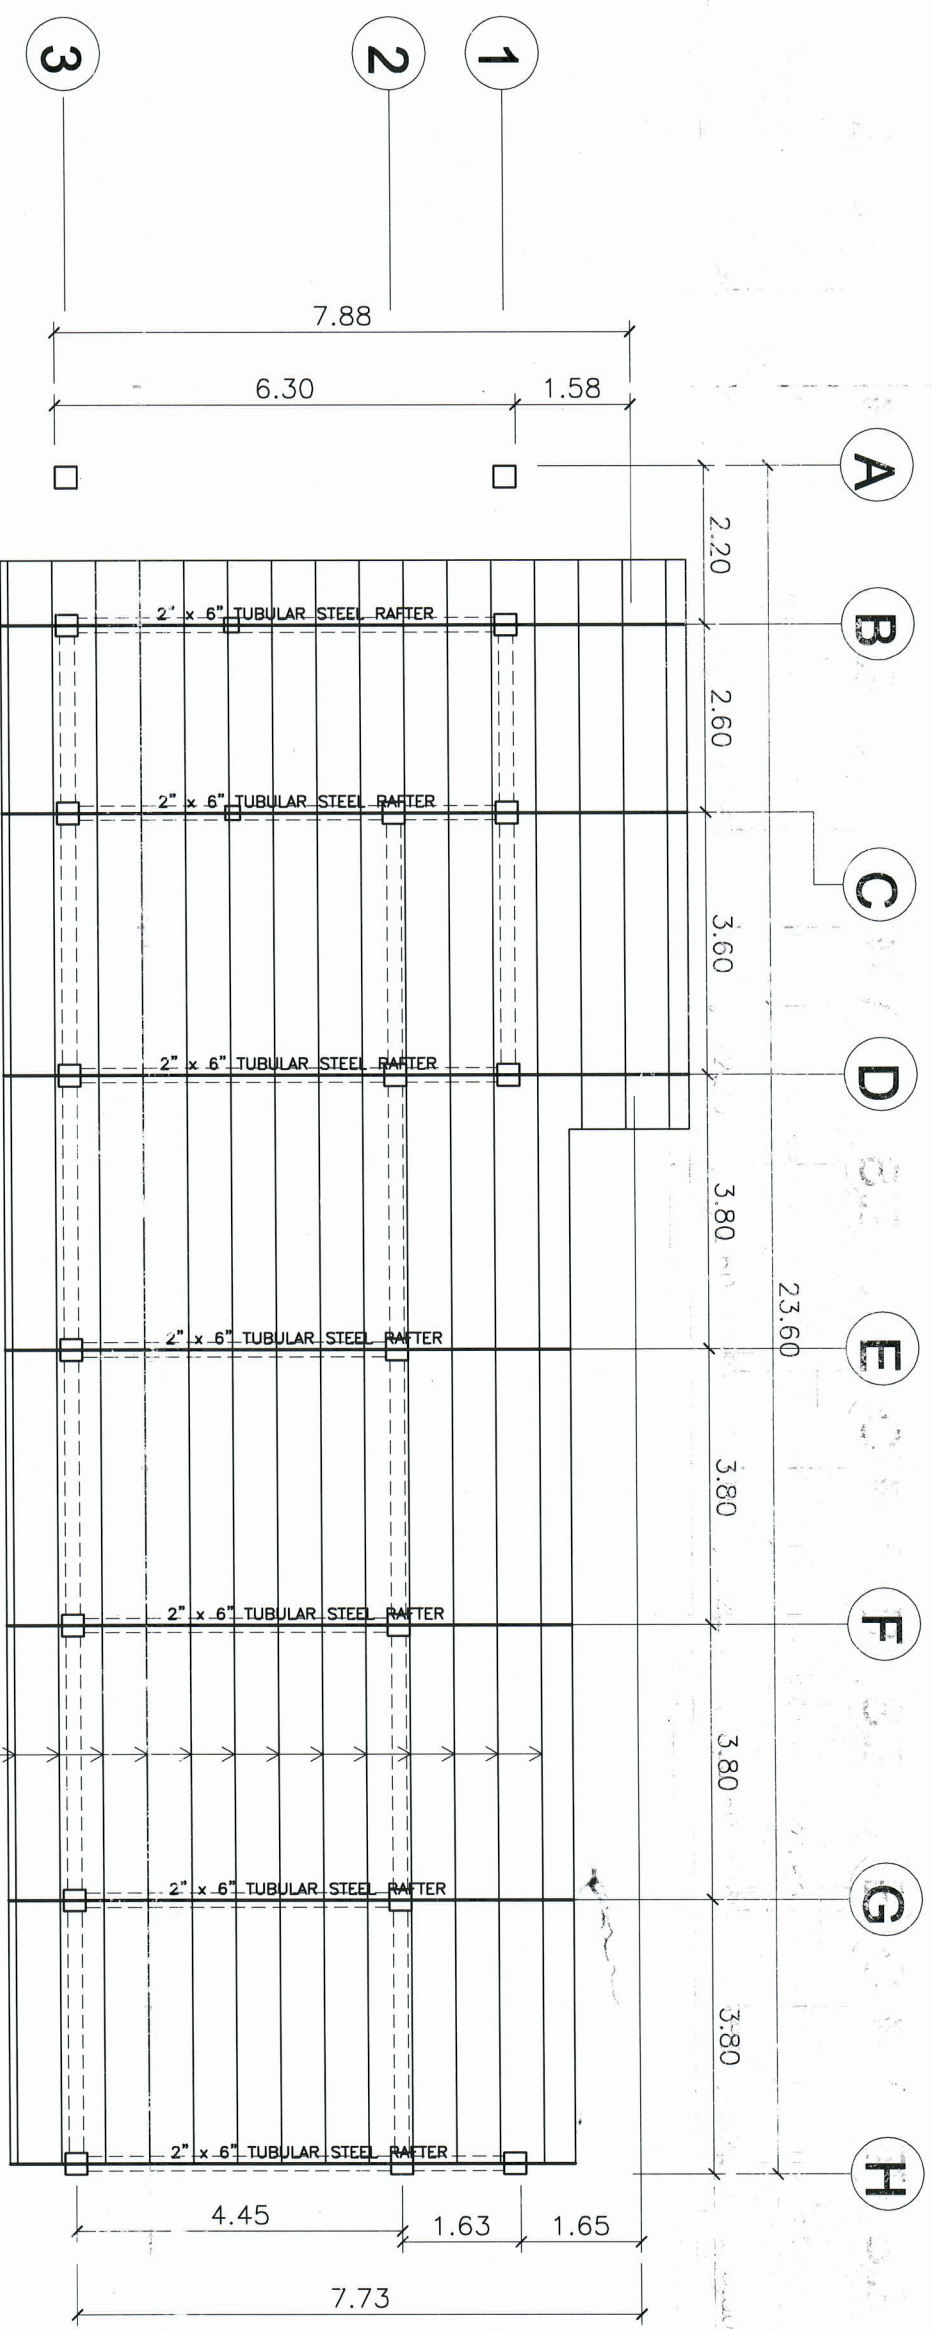 3
2
1
7.88
6.30
1.58
A
2.20
B
2" x 6" TUBULAR STEEL RAFTER
2.60
2" x 6" TUBULAR STEEL RAFTER
C
3.60
2" x 6" TUBULAR STEEL RAFTER
D
3.80
23.60
2" x 6" TUBULAR STEEL RAFTER
E
3.80
2" x 6" TUBULAR STEEL RAFTER
F
3.80
2" x 6" TUBULAR STEEL RAFTER
G
3.80
2" x 6" TUBULAR STEEL RAFTER
H
4.45
1.63
1.65
7.73